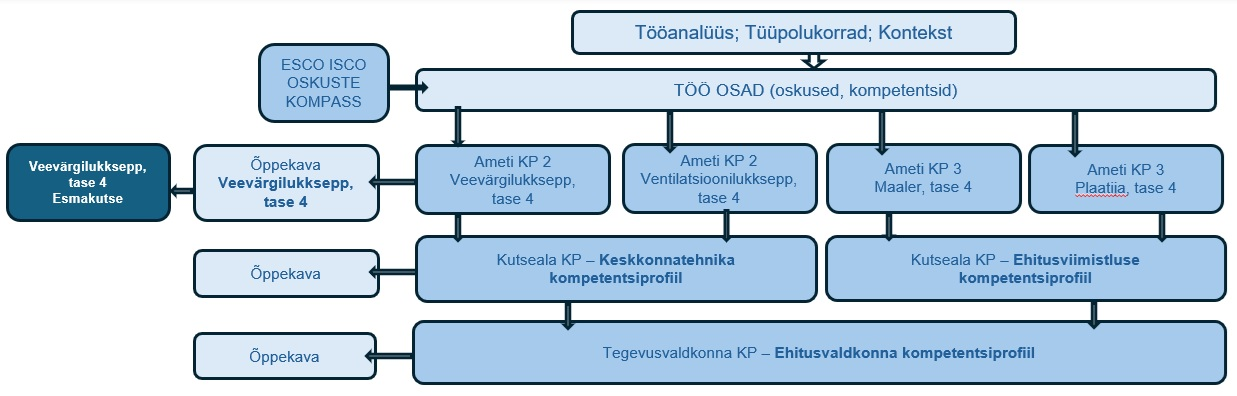 Tööanalüüs; Tüüpolukorrad; Kontekst
ESCO ISCO
OSKUSTE
KOMPASS
TÖÖ OSAD (oskused, kompetentsid)
Veevärgilukksepp,
tase 4
Esmakutse
Õppekava
Veevärgilukksepp,
tase 4
Ameti KP 2
Veevärgilukksepp,
tase 4
Ameti KP 2
Ventilatsioonilukksepp,
tase 4
Ameti KP 3
Maaler, tase 4
Ameti KP 3
Plaatija, tase 4
Õppekava
Kutseala KP – Keskkonnatehnika
kompetentsiprofiil
Kutseala KP – Ehitusviimistluse
kompetentsiprofiil
Õppekava
Tegevusvaldkonna KP – Ehitusvaldkonna kompetentsiprofiil